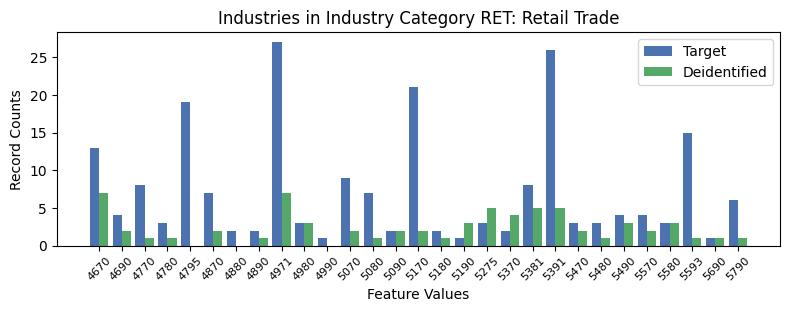 Industries in Industry Category RET: Retail Trade
Target
Deidentified
Record Counts
25
20
15
10
5
0
4670 4690 4770 4780 4795 4870 4880 4890 4971 4980 4990 5070 5080 5090 5170 5180 5190 5275 5370 5381 5391 5470 5480 5490 5570 5580 5593 5690 5790
Feature Values